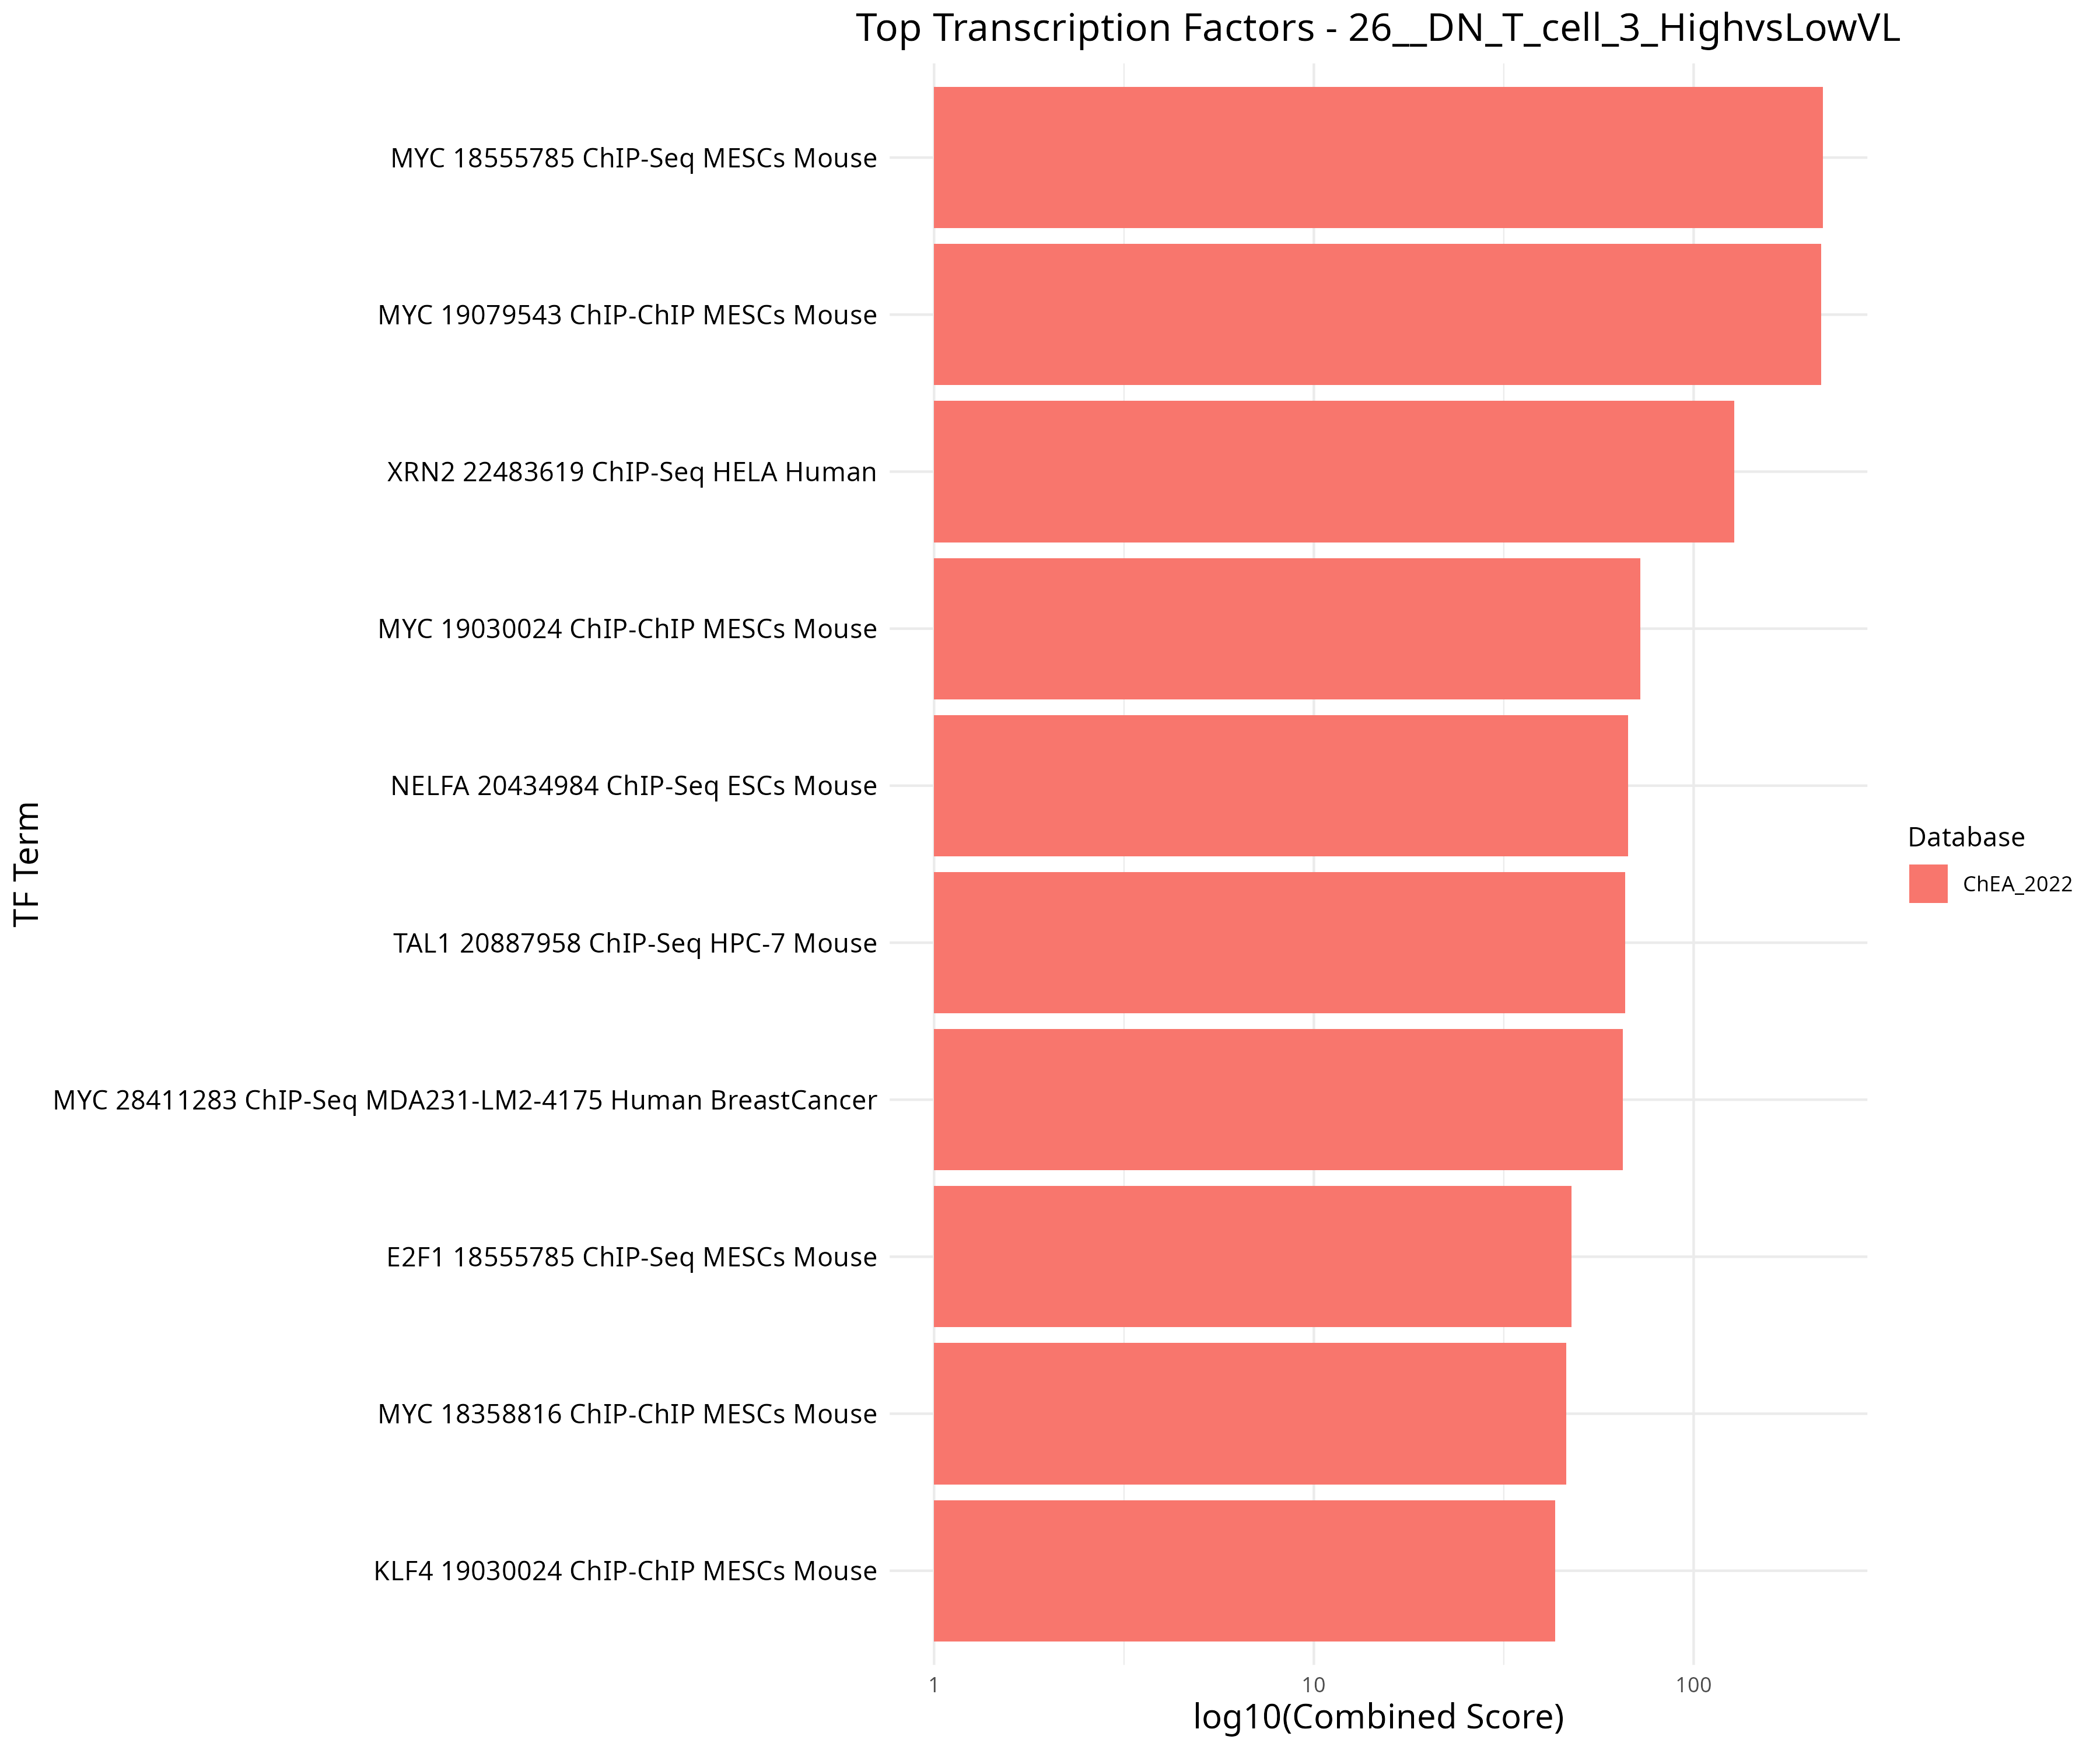 Top Transcription Factors - 26__DN_T_cell_3_HighvsLowVL
MYC 18555785 ChIP-Seq MESCs Mouse
MYC 19079543 ChIP-ChIP MESCs Mouse
XRN2 22483619 ChIP-Seq HELA Human
MYC 19030024 ChIP-ChIP MESCs Mouse
NELFA 20434984 ChIP-Seq ESCs Mouse
TAL1 20887958 ChIP-Seq HPC-7 Mouse
MYC 28411283 ChIP-Seq MDA231-LM2-4175 Human BreastCancer
E2F1 18555785 ChIP-Seq MESCs Mouse
MYC 18358816 ChIP-ChIP MESCs Mouse
KLF4 19030024 ChIP-ChIP MESCs Mouse
TF Term
1 10 100
log10(Combined Score)
Database
ChEA_2022